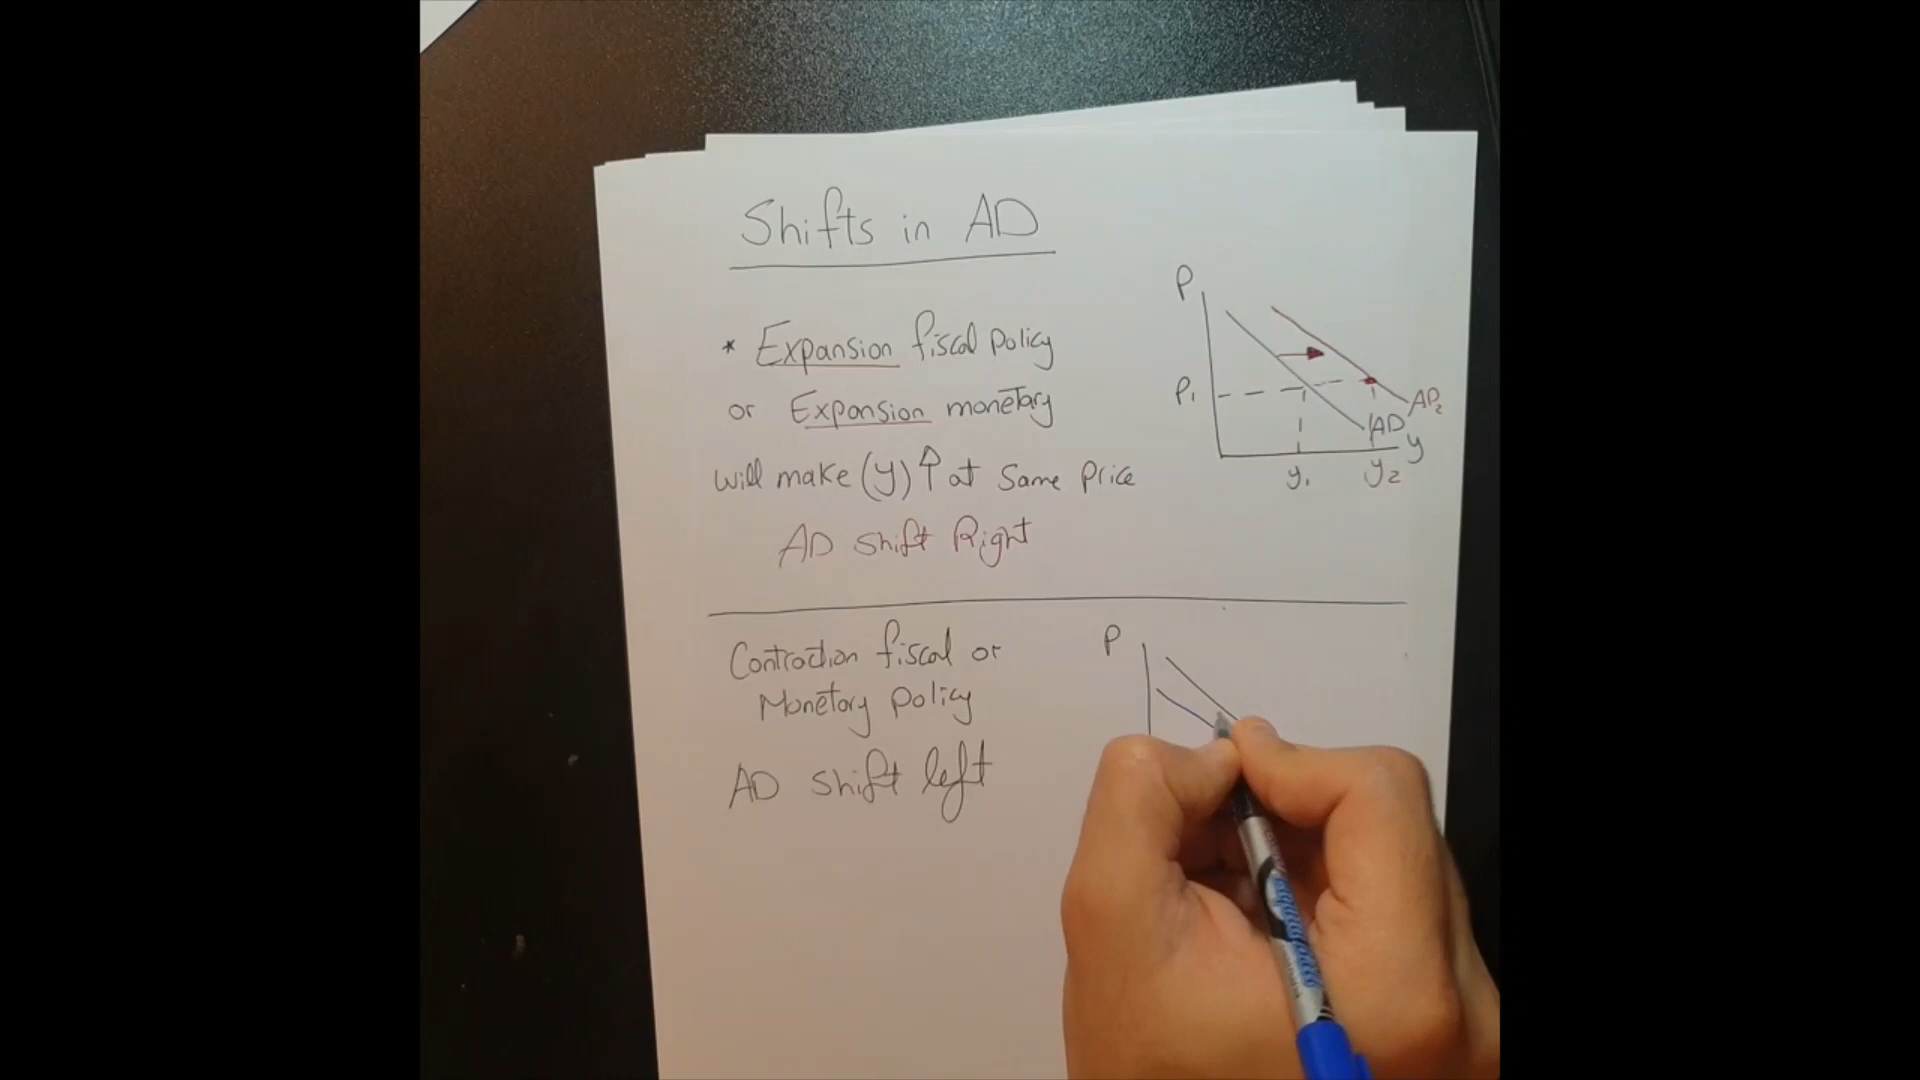 Shifts in AD
* Expansion fiscal policy
or Expansion monetary
will make (y) ↑ at same price
AD shift Right
P
P₁
AD₂
AD
y
y₁
y₂
Contraction fiscal or
Monetary policy
AD shift left
P